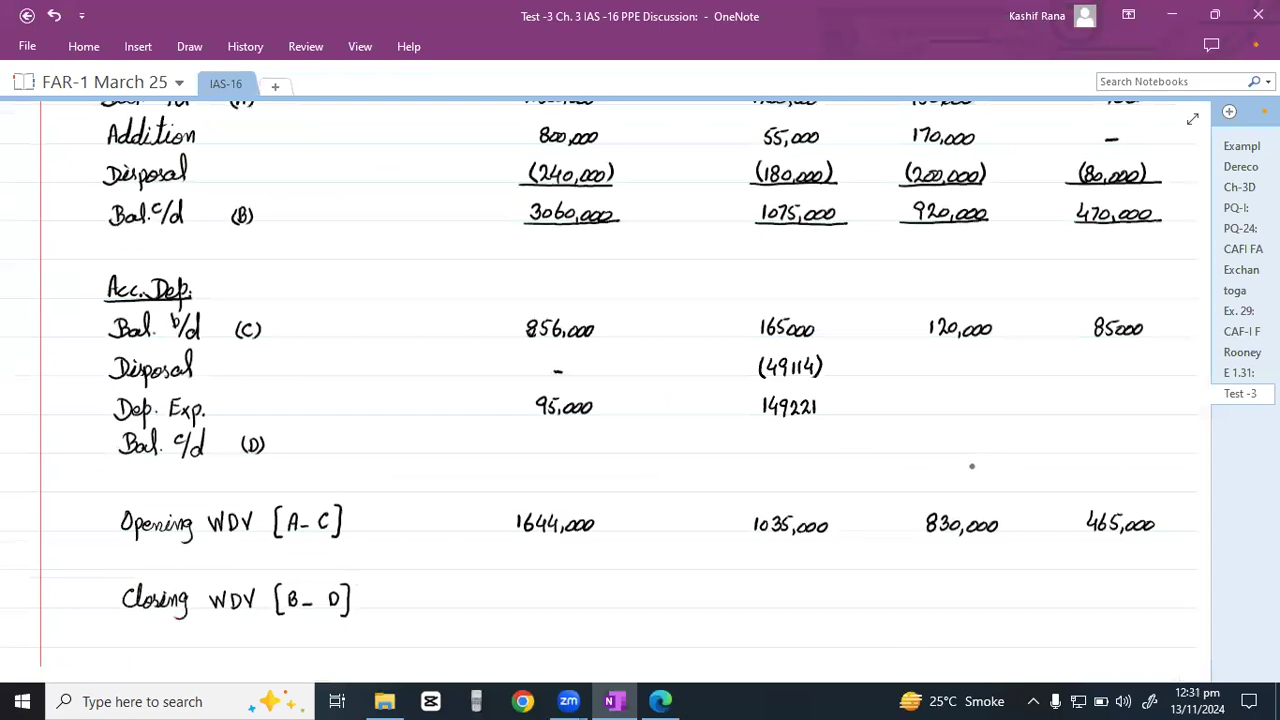 Test -3 Ch. 3 IAS -16 PPE Discussion: - OneNote
Kashif Rana
File Home Insert Draw History Review View Help
FAR-1 March 25 IAS-16
Search Notebooks
Addition 800,000 55,000 170,000 -
Disposal (240,000) (180,000) (200,000) (80,000)
Bal. c/d (B) 3060,000 1075,000 920,000 470,000
Acc. Dep.
Bal. b/d (C) 856,000 165000 120,000 85000
Disposal - (49114)
Dep. Exp. 95,000 149221
Bal. c/d (D)
Opening WDV [A- C] 1644,000 1035,000 830,000 465,000
Closing WDV [B- D]
Exampl
Dereco
Ch-3D
PQ-I:
PQ-24:
CAFI FA
Exchan
toga
Ex. 29:
CAF-I F
Rooney
E 1.31:
Test -3
Type here to search
25°C Smoke
12:31 pm
13/11/2024